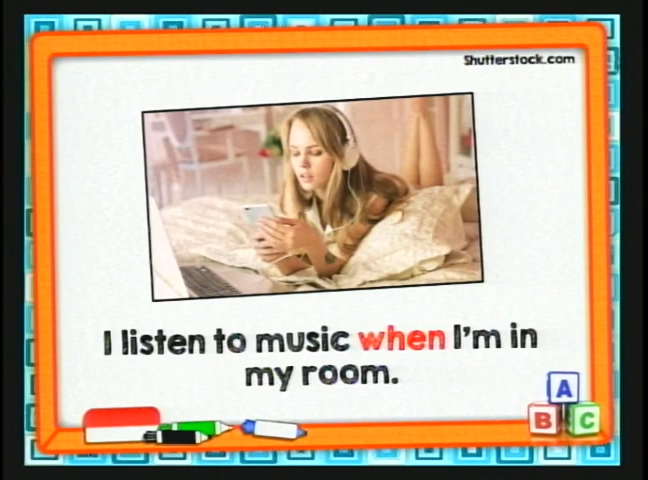 Shutterstock.com
I listen to music when I'm in
my room.
A
B C